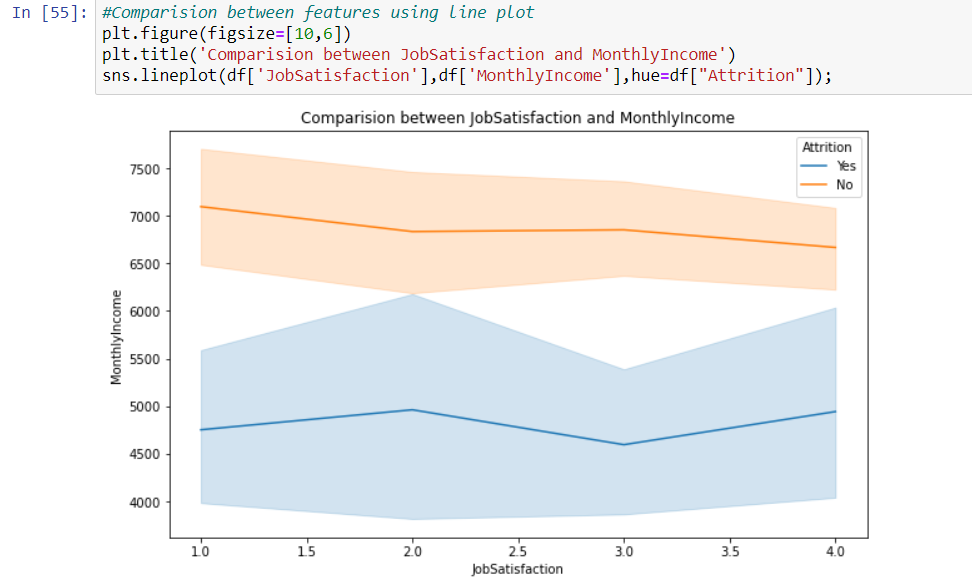 In [55]: #Comparision between features using line plot
plt.figure(figsize=[10,6])
plt.title('Comparision between JobSatisfaction and MonthlyIncome')
sns.lineplot(df['JobSatisfaction'],df['MonthlyIncome'],hue=df["Attrition"]);
Comparision between JobSatisfaction and MonthlyIncome
Attrition
Yes
No
7500
7000
6500
6000
5500
5000
4500
4000
MonthlyIncome
1.0 1.5 2.0 2.5 3.0 3.5 4.0
JobSatisfaction